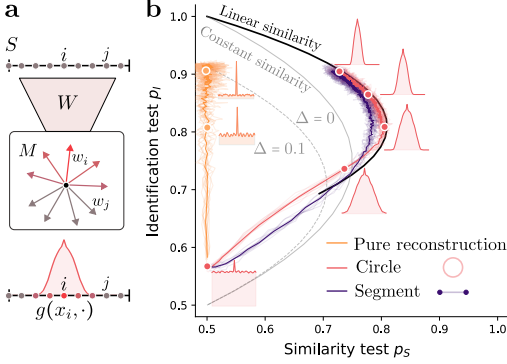 a
S
i
j
W
M
w_i
w_j
i
j
g(x_i, ·)
b
Identification test p_I
1.0
0.9
0.8
0.7
0.6
0.5
Linear similarity
Constant similarity
Δ = 0
Δ = 0.1
Pure reconstruction
Circle
Segment
0.5
0.6
0.7
0.8
0.9
1.0
Similarity test p_S